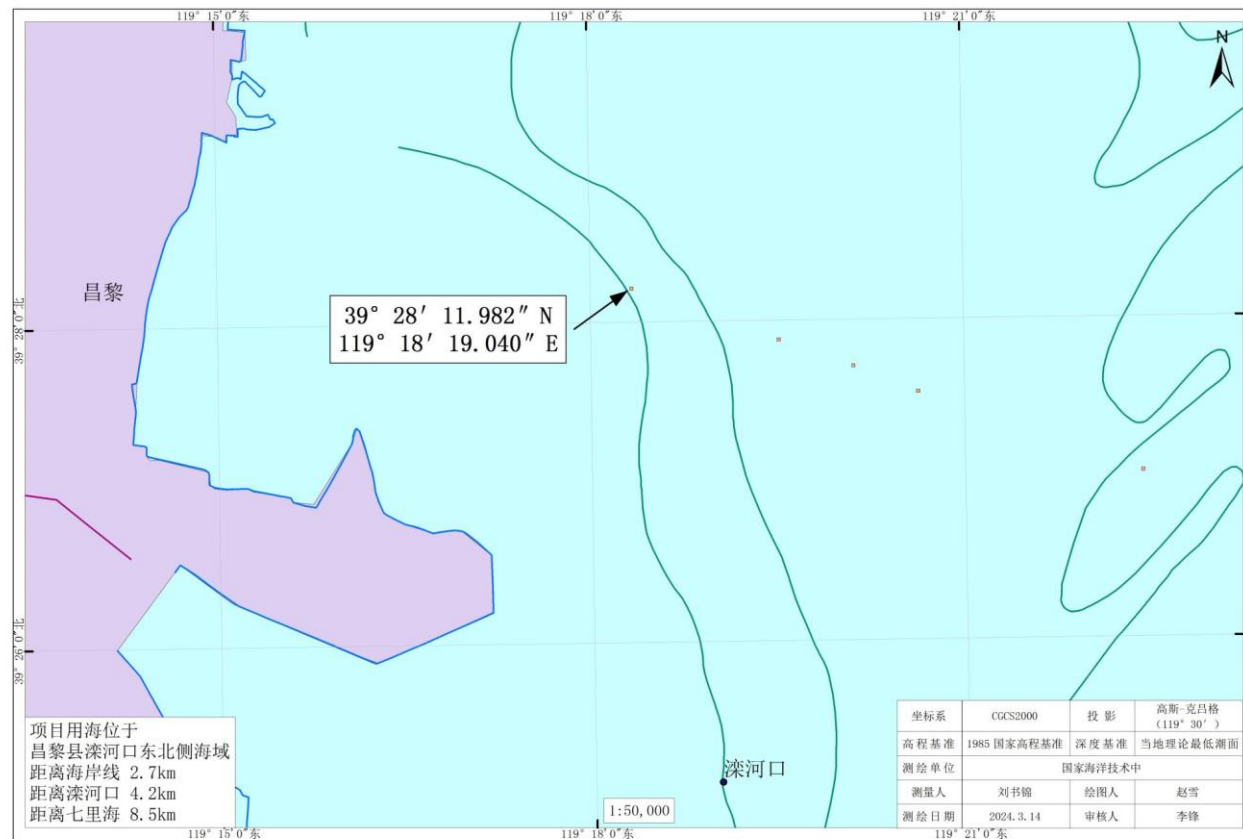 119° 15′0″东
119° 18′0″东
119° 21′0″东
N
昌黎
39° 28′0″北
39° 28′ 11.982″ N
119° 18′ 19.040″ E
39° 26′0″北
项目用海位于
昌黎县滦河口东北侧海域
距离海岸线 2.7km
距离滦河口 4.2km
距离七里海 8.5km
滦河口
1:50,000
坐标系 CGCS2000 投 影 高斯-克吕格
(119° 30′)
高程基准 1985 国家高程基准 深度基准 当地理论最低潮面
测绘单位 国家海洋技术中
测量人 刘书锦 绘图人 赵雪
测绘日期 2024.3.14 审核人 李锋
119° 15′0″东
119° 18′0″东
119° 21′0″东